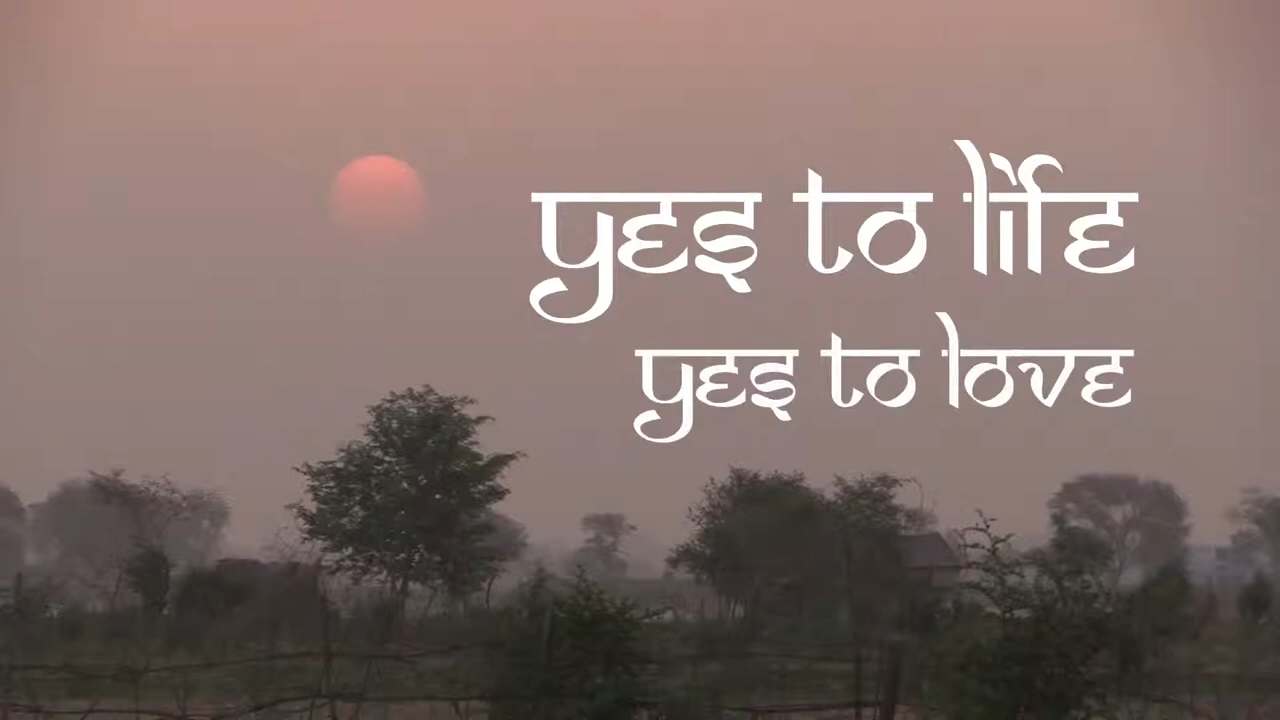 yes to life
yes to love